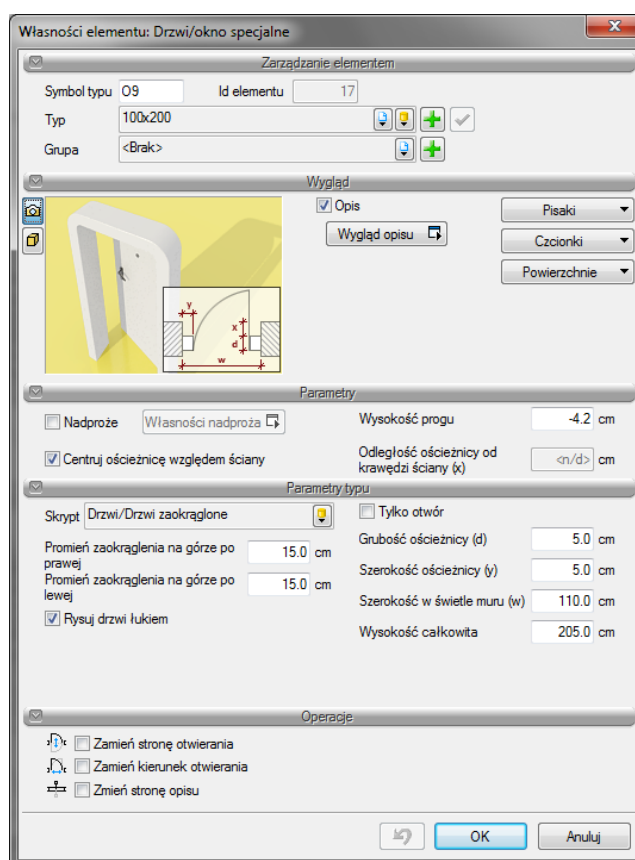 Własności elementu: Drzwi/okno specjalne
Zarządzanie elementem
Symbol typu O9 Id elementu 17
Typ 100x200
Grupa <Brak>
Wygląd
Opis Pisaki
Wygląd opisu Czcionki
Powierzchnie
y
x
d
w
Parametry
Nadproże Własności nadproża Wysokość progu -4.2 cm
Centruj ościeżnicę względem ściany Odległość ościeżnicy od
krawędzi ściany (x) <n/d> cm
Parametry typu
Skrypt Drzwi/Drzwi zaokrąglone Tylko otwór
Promień zaokrąglenia na górze po
prawej 15.0 cm
Grubość ościeżnicy (d) 5.0 cm
Promień zaokrąglenia na górze po
lewej 15.0 cm
Szerokość ościeżnicy (y) 5.0 cm
Rysuj drzwi łukiem Szerokość w świetle muru (w) 110.0 cm
Wysokość całkowita 205.0 cm
Operacje
Zamień stronę otwierania
Zamień kierunek otwierania
Zmień stronę opisu
OK Anuluj